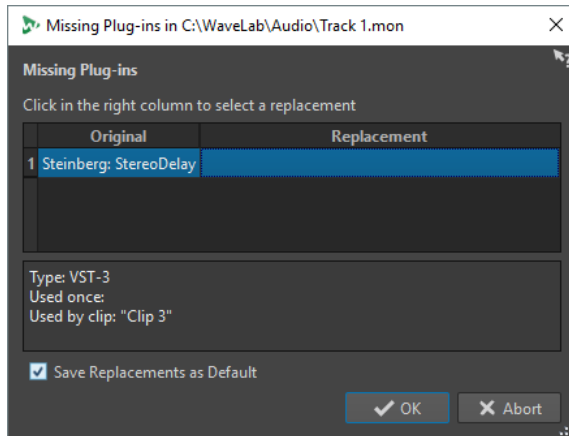 Missing Plug-ins in C:\WaveLab\Audio\Track 1.mon
Missing Plug-ins
Click in the right column to select a replacement
Original Replacement
1 Steinberg: StereoDelay
Type: VST-3
Used once:
Used by clip: "Clip 3"
Save Replacements as Default
OK Abort